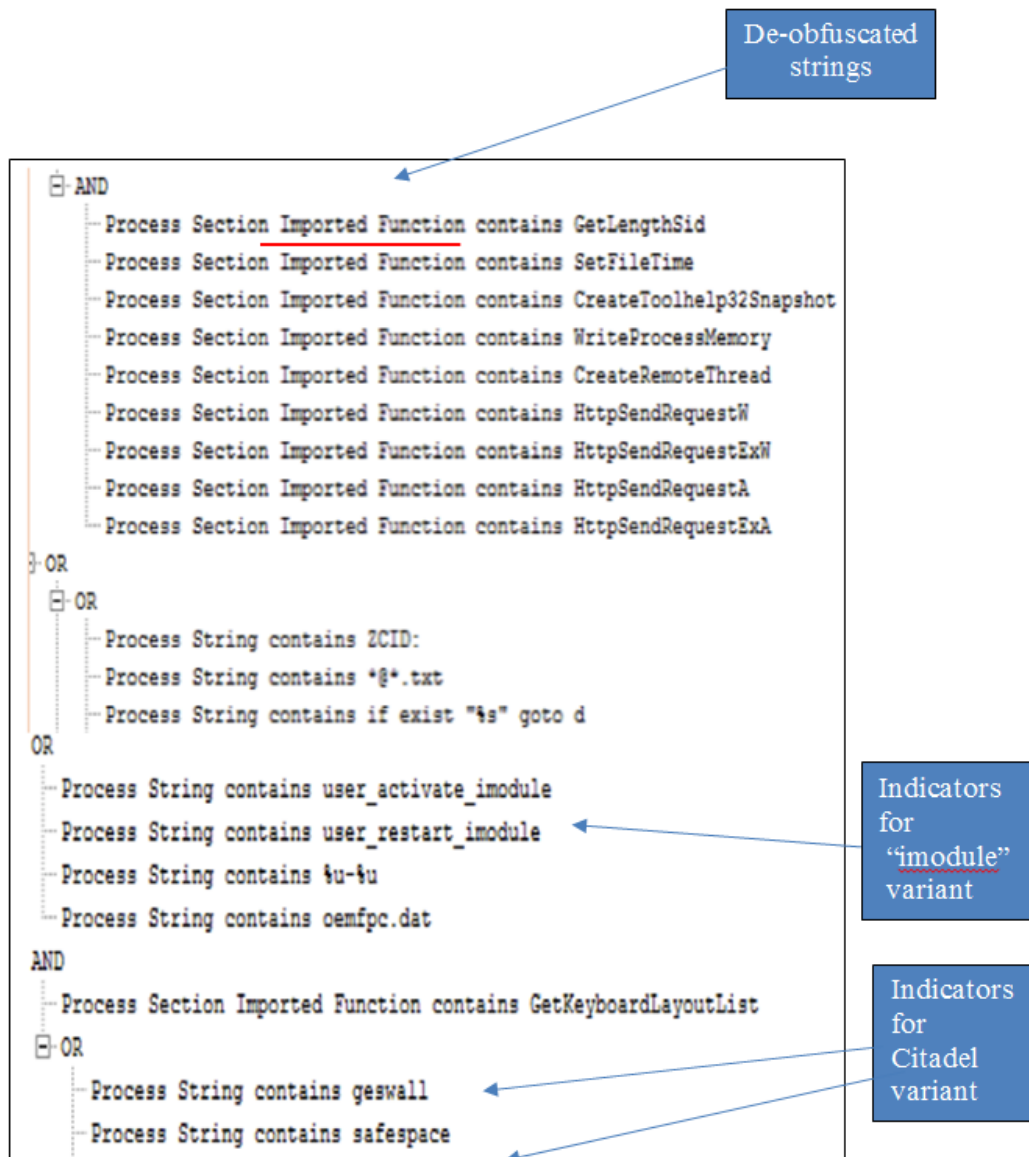 De-obfuscated
strings
AND
Process Section Imported Function contains GetLengthSid
Process Section Imported Function contains SetFileTime
Process Section Imported Function contains CreateToolhelp32Snapshot
Process Section Imported Function contains WriteProcessMemory
Process Section Imported Function contains CreateRemoteThread
Process Section Imported Function contains HttpSendRequestW
Process Section Imported Function contains HttpSendRequestExW
Process Section Imported Function contains HttpSendRequestA
Process Section Imported Function contains HttpSendRequestExA
OR
OR
Process String contains ZCID:
Process String contains *@*.txt
Process String contains if exist "%s" goto d
OR
Process String contains user_activate_imodule
Process String contains user_restart_imodule
Process String contains %u-%u
Process String contains oemfpc.dat
Indicators
for
“imodule”
variant
AND
Process Section Imported Function contains GetKeyboardLayoutList
OR
Process String contains geswall
Process String contains safespace
Indicators
for
Citadel
variant